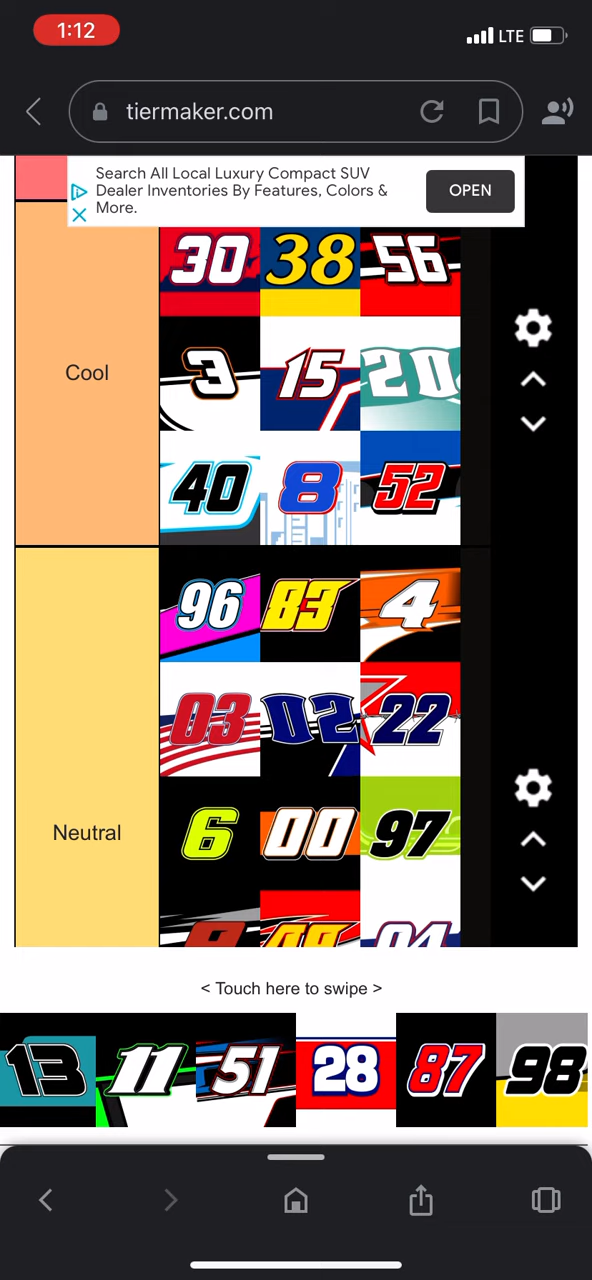 1:12
LTE
tiermaker.com
Search All Local Luxury Compact SUV
Dealer Inventories By Features, Colors &
More.
OPEN
30 38 56
Cool
3 15 20
40 8 52
96 83 4
03 02 22
Neutral
6 00 97
< Touch here to swipe >
13 11 51 28 87 98